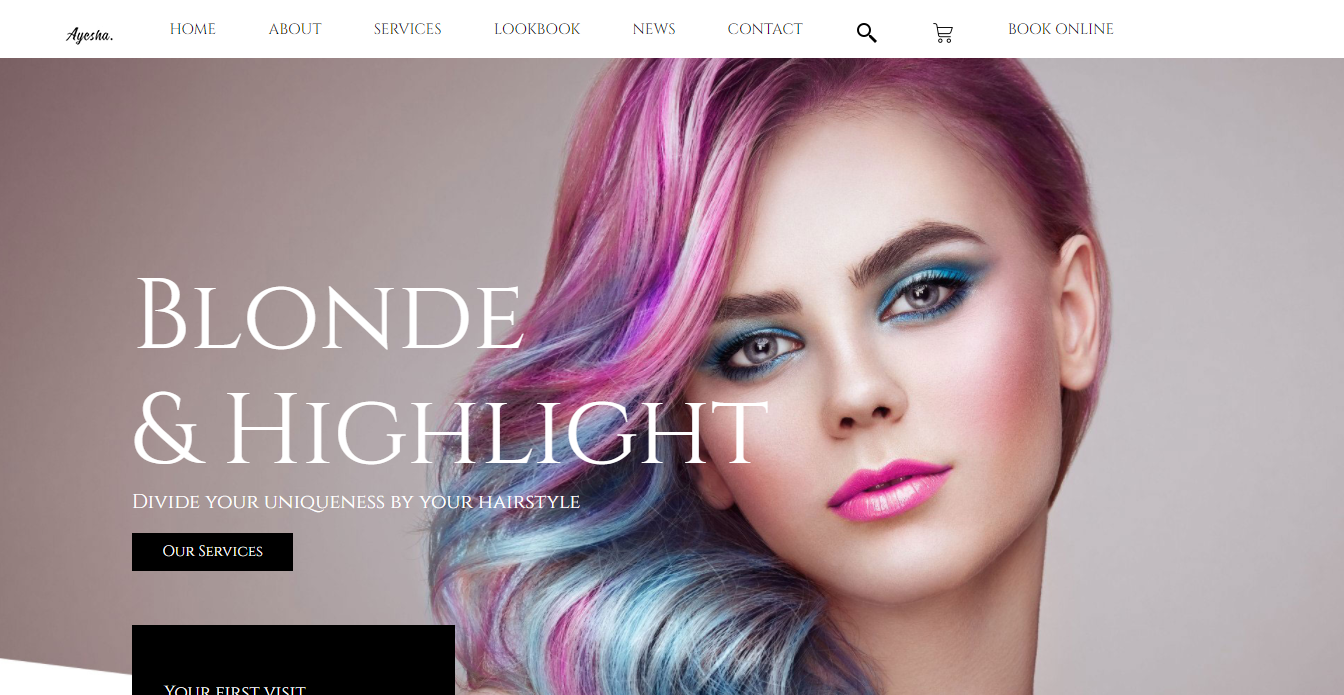 Ayesha.
HOME
ABOUT
SERVICES
LOOKBOOK
NEWS
CONTACT
BOOK ONLINE
Blonde
& Highlight
Divide your uniqueness by your hairstyle
Our Services
Your first visit